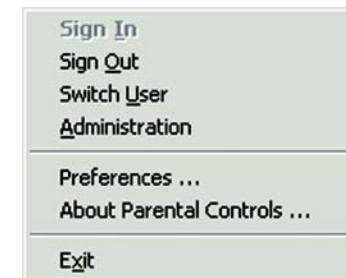 Sign In
Sign Out
Switch User
Administration
Preferences ...
About Parental Controls ...
Exit